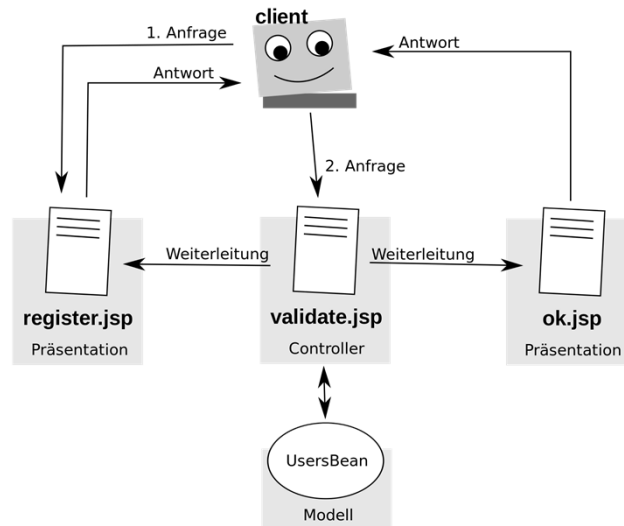 client
1. Anfrage
Antwort
Antwort
2. Anfrage
Weiterleitung
Weiterleitung
register.jsp
validate.jsp
ok.jsp
Präsentation
Controller
Präsentation
UsersBean
Modell